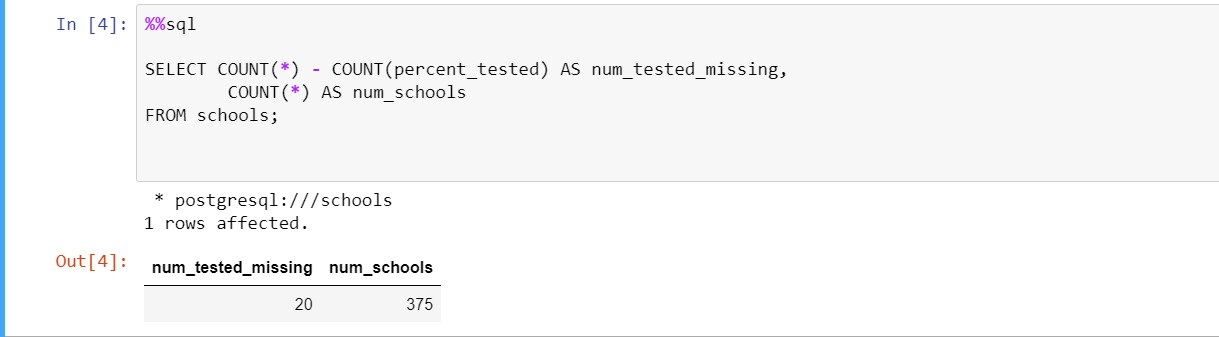 In [4]: %%sql
SELECT COUNT(*) - COUNT(percent_tested) AS num_tested_missing,
COUNT(*) AS num_schools
FROM schools;
* postgresql:///schools
1 rows affected.
Out[4]: num_tested_missing num_schools
20 375